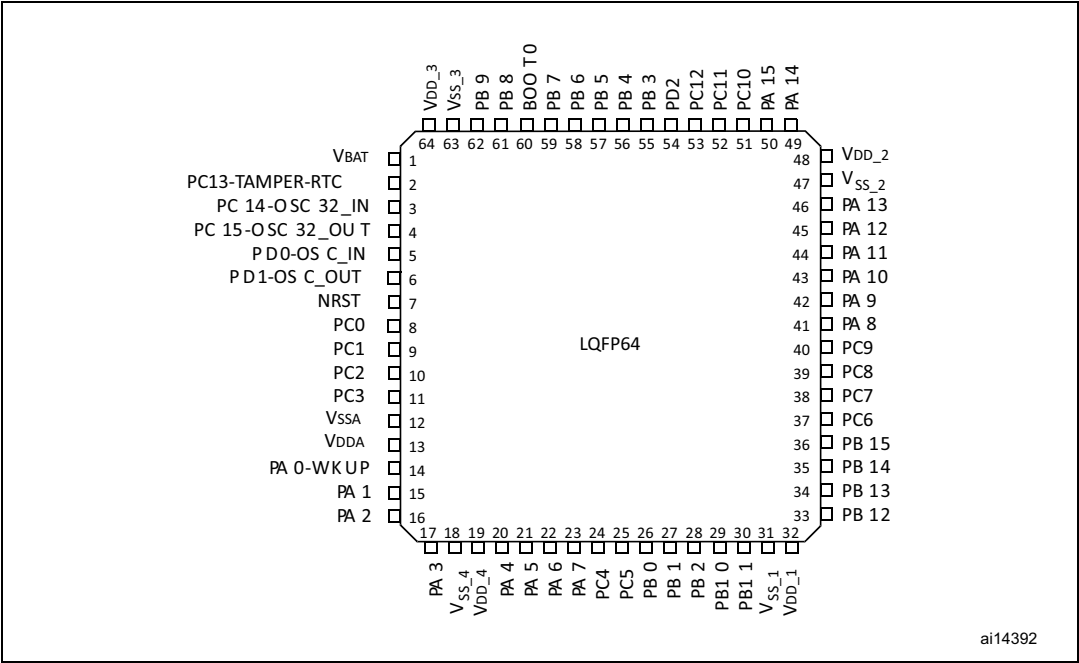 VDD_3
VSS_3
PB 9
PB 8
BOO T0
PB 7
PB 6
PB 5
PB 4
PB 3
PD2
PC12
PC11
PC10
PA 15
PA 14
64 63 62 61 60 59 58 57 56 55 54 53 52 51 50 49
VBAT 1
PC13-TAMPER-RTC 2
PC 14-O SC 32_IN 3
PC 15-O SC 32_OU T 4
P D0-OS C_IN 5
P D1-OS C_OUT 6
NRST 7
PC0 8
PC1 9
PC2 10
PC3 11
VSSA 12
VDDA 13
PA 0-WK UP 14
PA 1 15
PA 2 16
LQFP64
48 VDD_2
47 VSS_2
46 PA 13
45 PA 12
44 PA 11
43 PA 10
42 PA 9
41 PA 8
40 PC9
39 PC8
38 PC7
37 PC6
36 PB 15
35 PB 14
34 PB 13
33 PB 12
17 18 19 20 21 22 23 24 25 26 27 28 29 30 31 32
PA 3
VSS_4
VDD_4
PA 4
PA 5
PA 6
PA 7
PC4
PC5
PB 0
PB 1
PB 2
PB1 0
PB1 1
VSS_1
VDD_1
ai14392